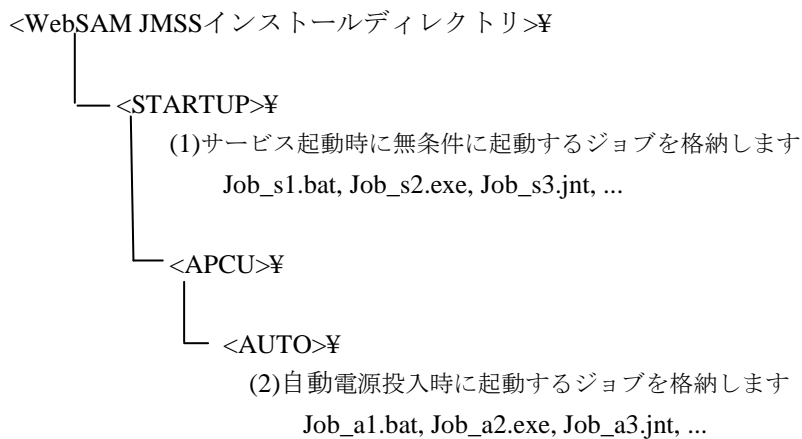 <WebSAM JMSSインストールディレクトリ>¥
<STARTUP>¥
(1)サービス起動時に無条件に起動するジョブを格納します
Job_s1.bat, Job_s2.exe, Job_s3.jnt, ...
<APCU>¥
<AUTO>¥
(2)自動電源投入時に起動するジョブを格納します
Job_a1.bat, Job_a2.exe, Job_a3.jnt, ...